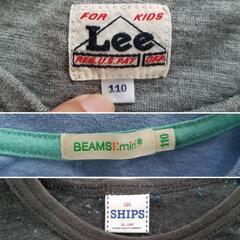 FOR KIDS
Lee
REG.U.S.PAT. OFF.
110
BEAMS mini
110
120
SHIPS